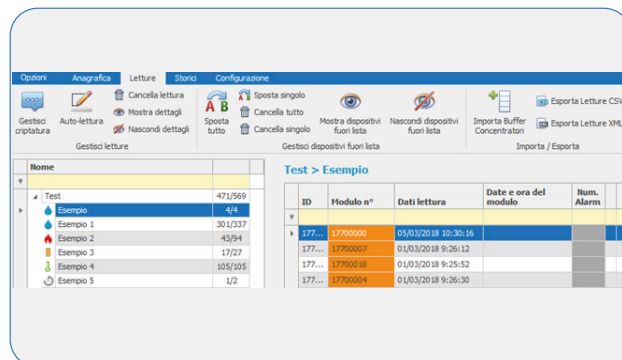 Opzioni Anagrafica Letture Storici Configurazione
Gestisci criptatura
Auto-lettura
Cancella lettura
Mostra dettagli
Nascondi dettagli
Gestisci letture
Sposta tutto
Sposta singolo
Cancella tutto
Cancella singolo
Mostra dispositivi fuori lista
Nascondi dispositivi fuori lista
Gestisci dispositivi fuori lista
Importa Buffer Concentratori
Esporta Letture CSV
Esporta Letture XML
Importa / Esporta
Nome
Test 471/569
Esempio 4/4
Esempio 1 301/337
Esempio 2 43/94
Esempio 3 17/27
Esempio 4 105/105
Esempio 5 1/2
Test > Esempio
ID Modulo n° Dati lettura Date e ora del modulo Num. Alarm
177... 17700000 05/03/2018 10:30:16
177... 17700007 01/03/2018 9:26:12
177... 17700018 01/03/2018 9:25:52
177... 17700004 01/03/2018 9:26:30